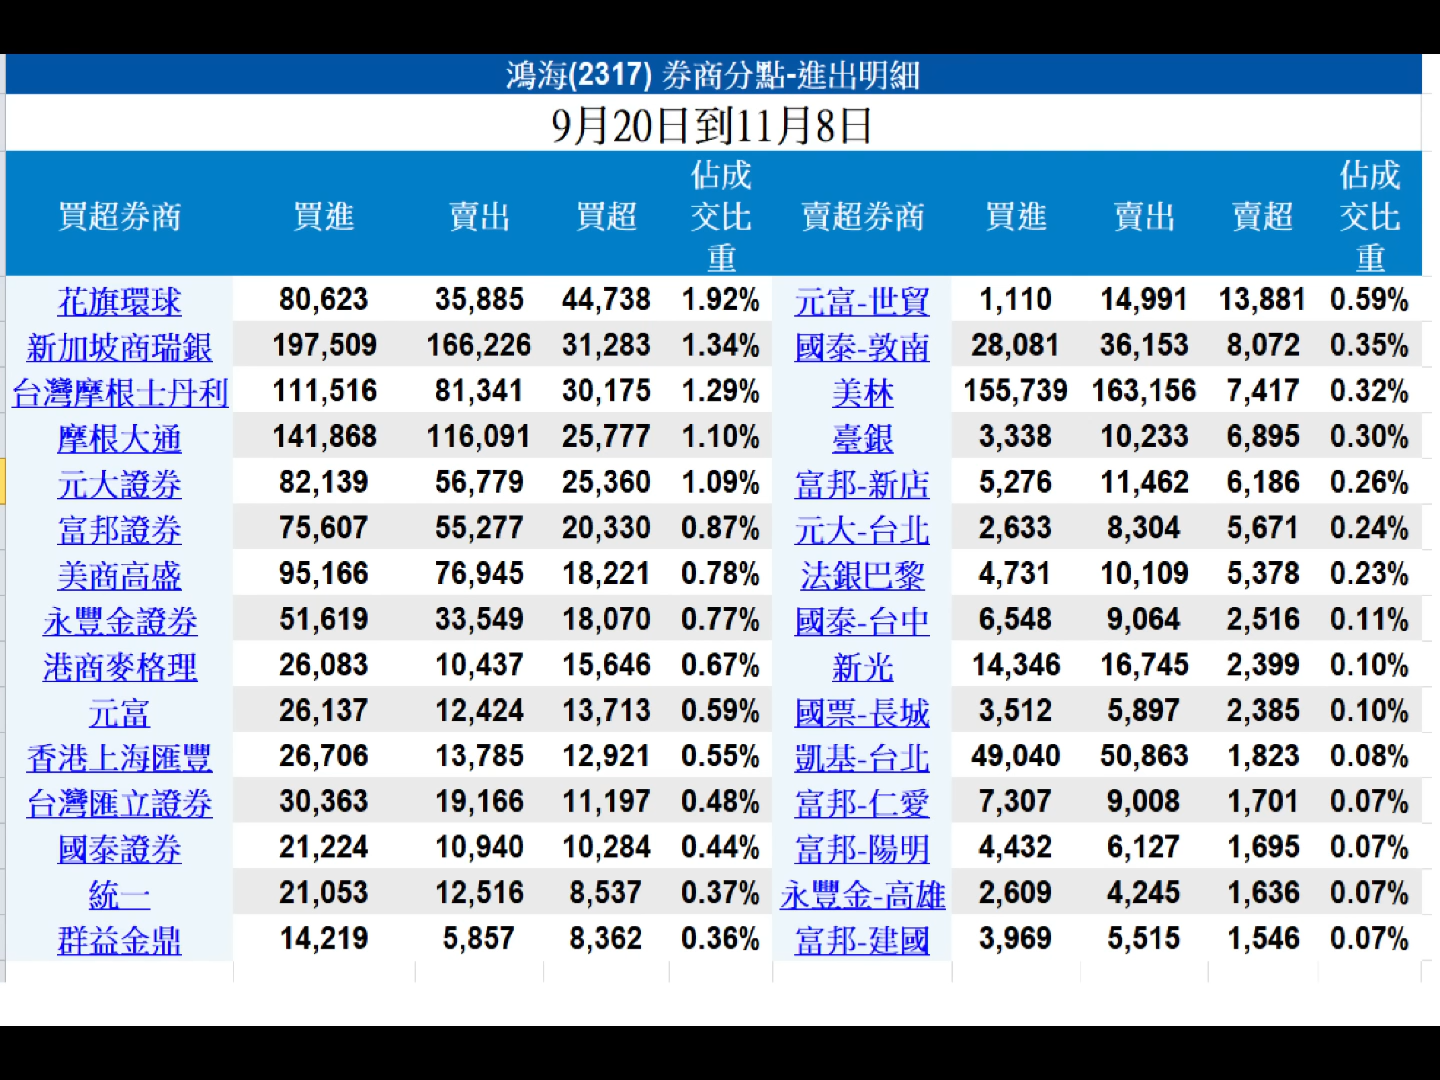 鴻海(2317) 券商分點-進出明細
9月20日到11月8日
買超券商 買進 賣出 買超 佔成交比重 賣超券商 買進 賣出 賣超 佔成交比重
花旗環球 80,623 35,885 44,738 1.92% 元富-世貿 1,110 14,991 13,881 0.59%
新加坡商瑞銀 197,509 166,226 31,283 1.34% 國泰-敦南 28,081 36,153 8,072 0.35%
台灣摩根士丹利 111,516 81,341 30,175 1.29% 美林 155,739 163,156 7,417 0.32%
摩根大通 141,868 116,091 25,777 1.10% 臺銀 3,338 10,233 6,895 0.30%
元大證券 82,139 56,779 25,360 1.09% 富邦-新店 5,276 11,462 6,186 0.26%
富邦證券 75,607 55,277 20,330 0.87% 元大-台北 2,633 8,304 5,671 0.24%
美商高盛 95,166 76,945 18,221 0.78% 法銀巴黎 4,731 10,109 5,378 0.23%
永豐金證券 51,619 33,549 18,070 0.77% 國泰-台中 6,548 9,064 2,516 0.11%
港商麥格理 26,083 10,437 15,646 0.67% 新光 14,346 16,745 2,399 0.10%
元富 26,137 12,424 13,713 0.59% 國票-長城 3,512 5,897 2,385 0.10%
香港上海匯豐 26,706 13,785 12,921 0.55% 凱基-台北 49,040 50,863 1,823 0.08%
台灣匯立證券 30,363 19,166 11,197 0.48% 富邦-仁愛 7,307 9,008 1,701 0.07%
國泰證券 21,224 10,940 10,284 0.44% 富邦-陽明 4,432 6,127 1,695 0.07%
統一 21,053 12,516 8,537 0.37% 永豐金-高雄 2,609 4,245 1,636 0.07%
群益金鼎 14,219 5,857 8,362 0.36% 富邦-建國 3,969 5,515 1,546 0.07%